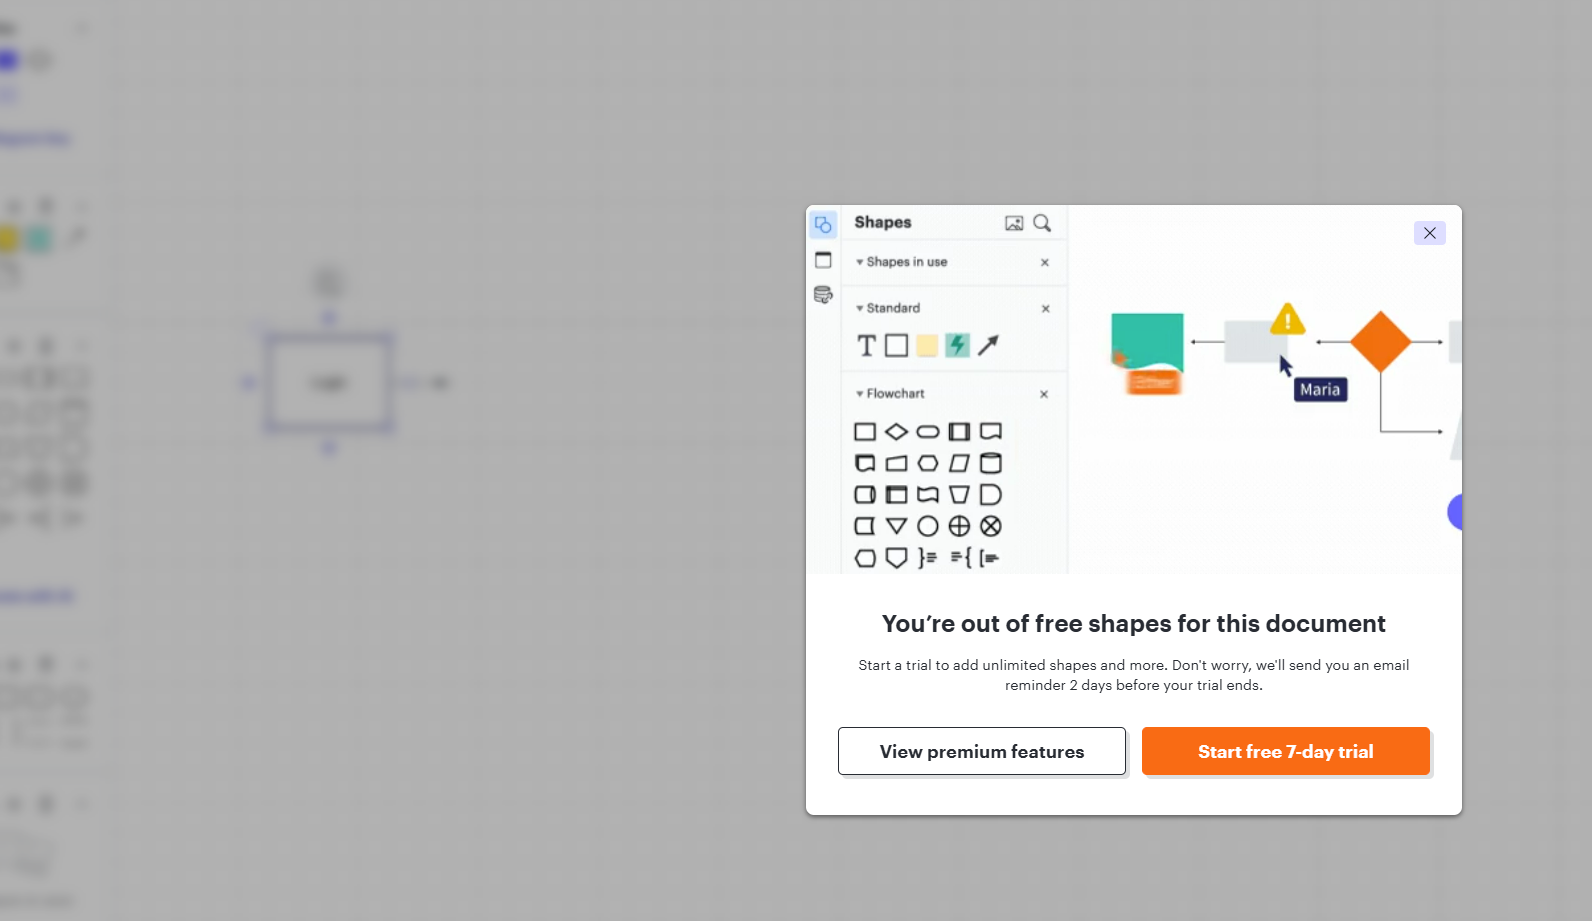 Shapes
Shapes in use
Standard
T
Flowchart
Maria
You're out of free shapes for this document
Start a trial to add unlimited shapes and more. Don't worry, we'll send you an email
reminder 2 days before your trial ends.
View premium features
Start free 7-day trial